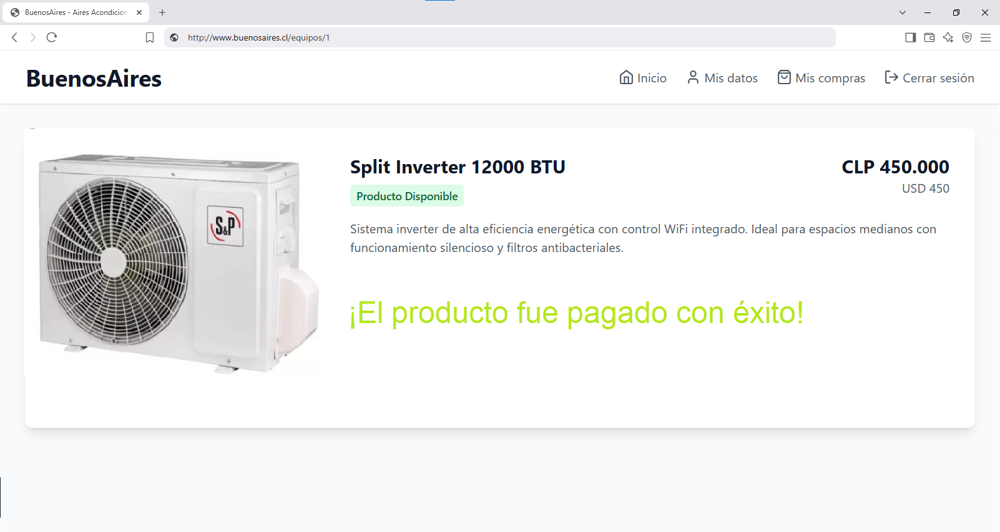 BuenosAires - Aires Acondicion
http://www.buenosaires.cl/equipos/1
BuenosAires
Inicio
Mis datos
Mis compras
Cerrar sesión
S&P
Split Inverter 12000 BTU
CLP 450.000
Producto Disponible
USD 450
Sistema inverter de alta eficiencia energética con control WiFi integrado. Ideal para espacios medianos con
funcionamiento silencioso y filtros antibacteriales.
¡El producto fue pagado con éxito!